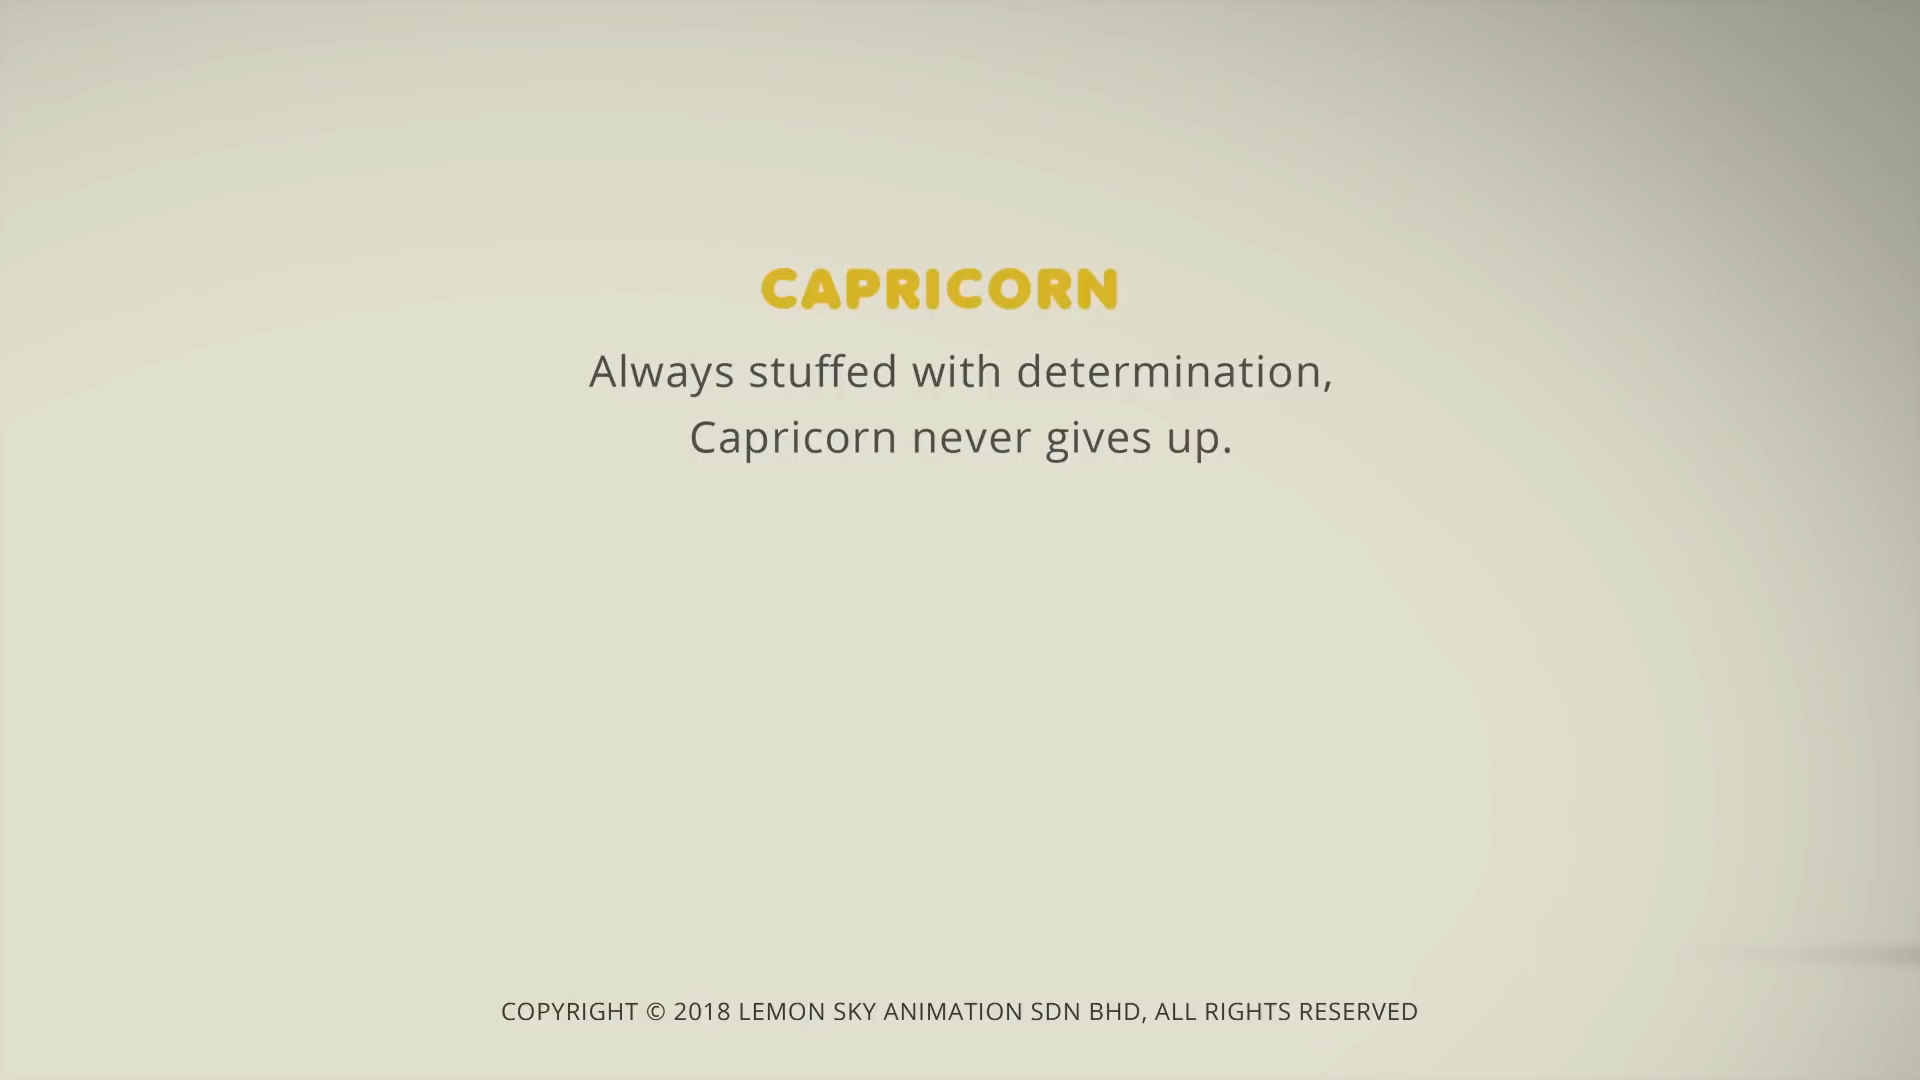 CAPRICORN
Always stuffed with determination,
Capricorn never gives up.
COPYRIGHT © 2018 LEMON SKY ANIMATION SDN BHD, ALL RIGHTS RESERVED